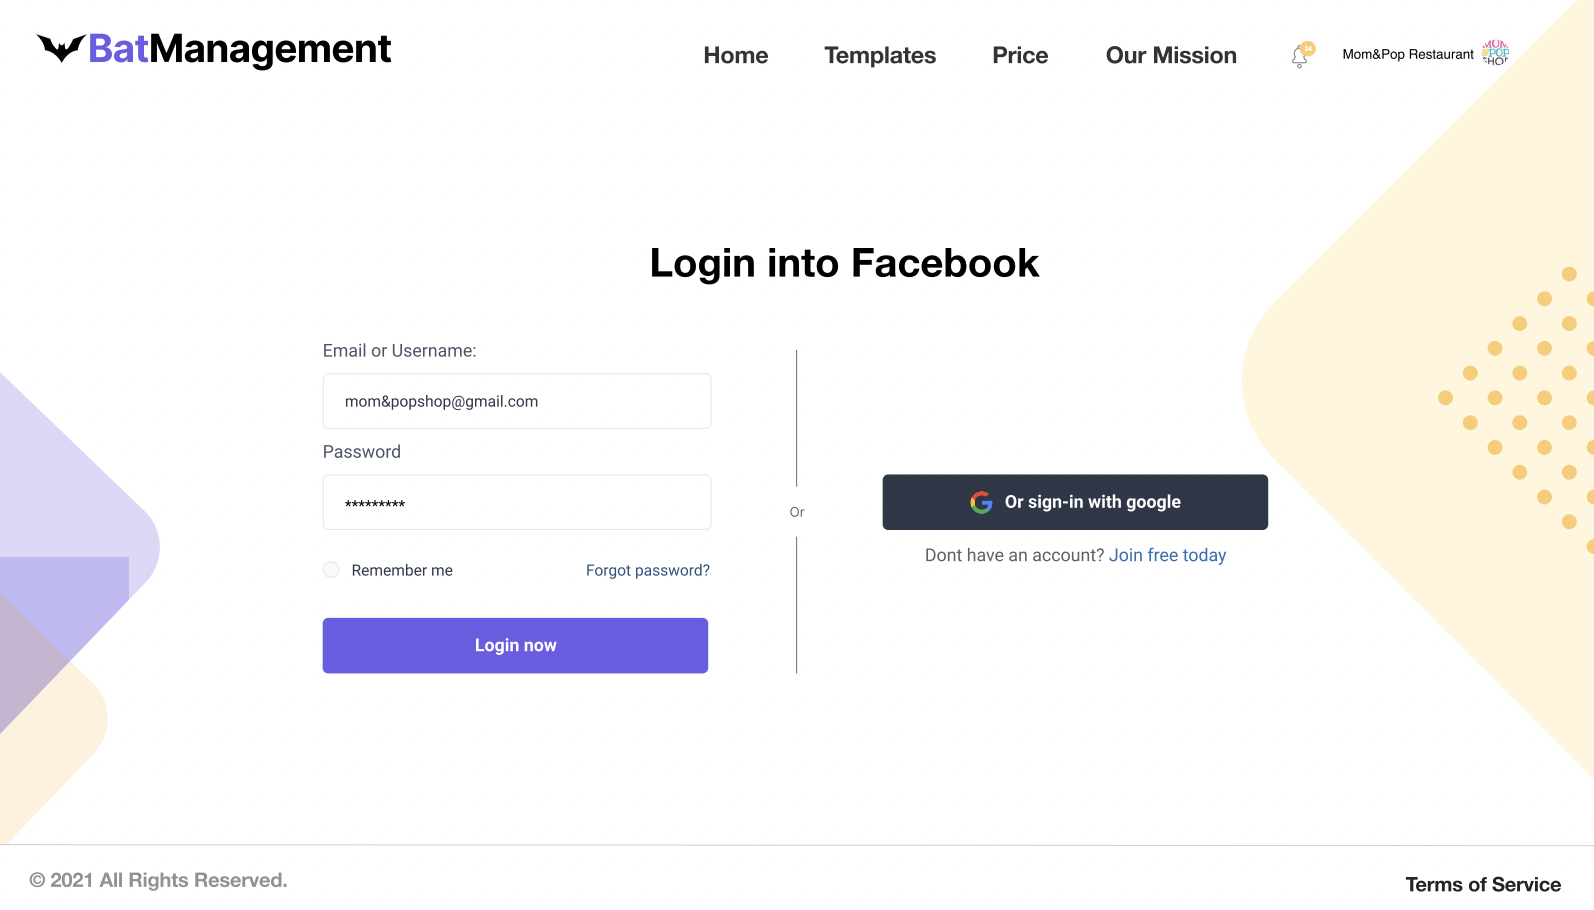 BatManagement
Home
Templates
Price
Our Mission
34
Mom&Pop Restaurant
MOM
&POP
SHOP
Login into Facebook
Email or Username:
mom&popshop@gmail.com
Password
*********
Remember me
Forgot password?
Login now
Or
Or sign-in with google
Dont have an account? Join free today
© 2021 All Rights Reserved.
Terms of Service